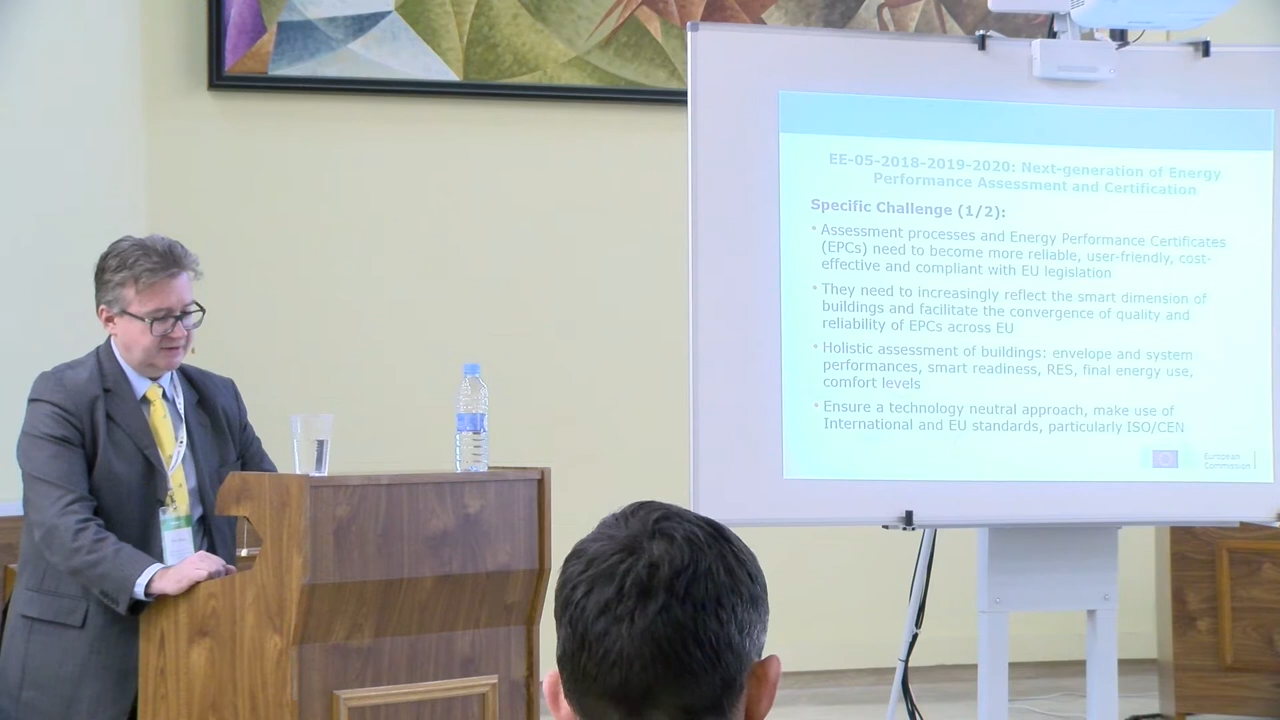 EE-05-2018-2019-2020: Next-generation of Energy
Performance Assessment and Certification
Specific Challenge (1/2):
• Assessment processes and Energy Performance Certificates
(EPCs) need to become more reliable, user-friendly, cost-
effective and compliant with EU legislation
• They need to increasingly reflect the smart dimension of
buildings and facilitate the convergence of quality and
reliability of EPCs across EU
• Holistic assessment of buildings: envelope and system
performances, smart readiness, RES, final energy use,
comfort levels
• Ensure a technology neutral approach, make use of
International and EU standards, particularly ISO/CEN
European
Commission